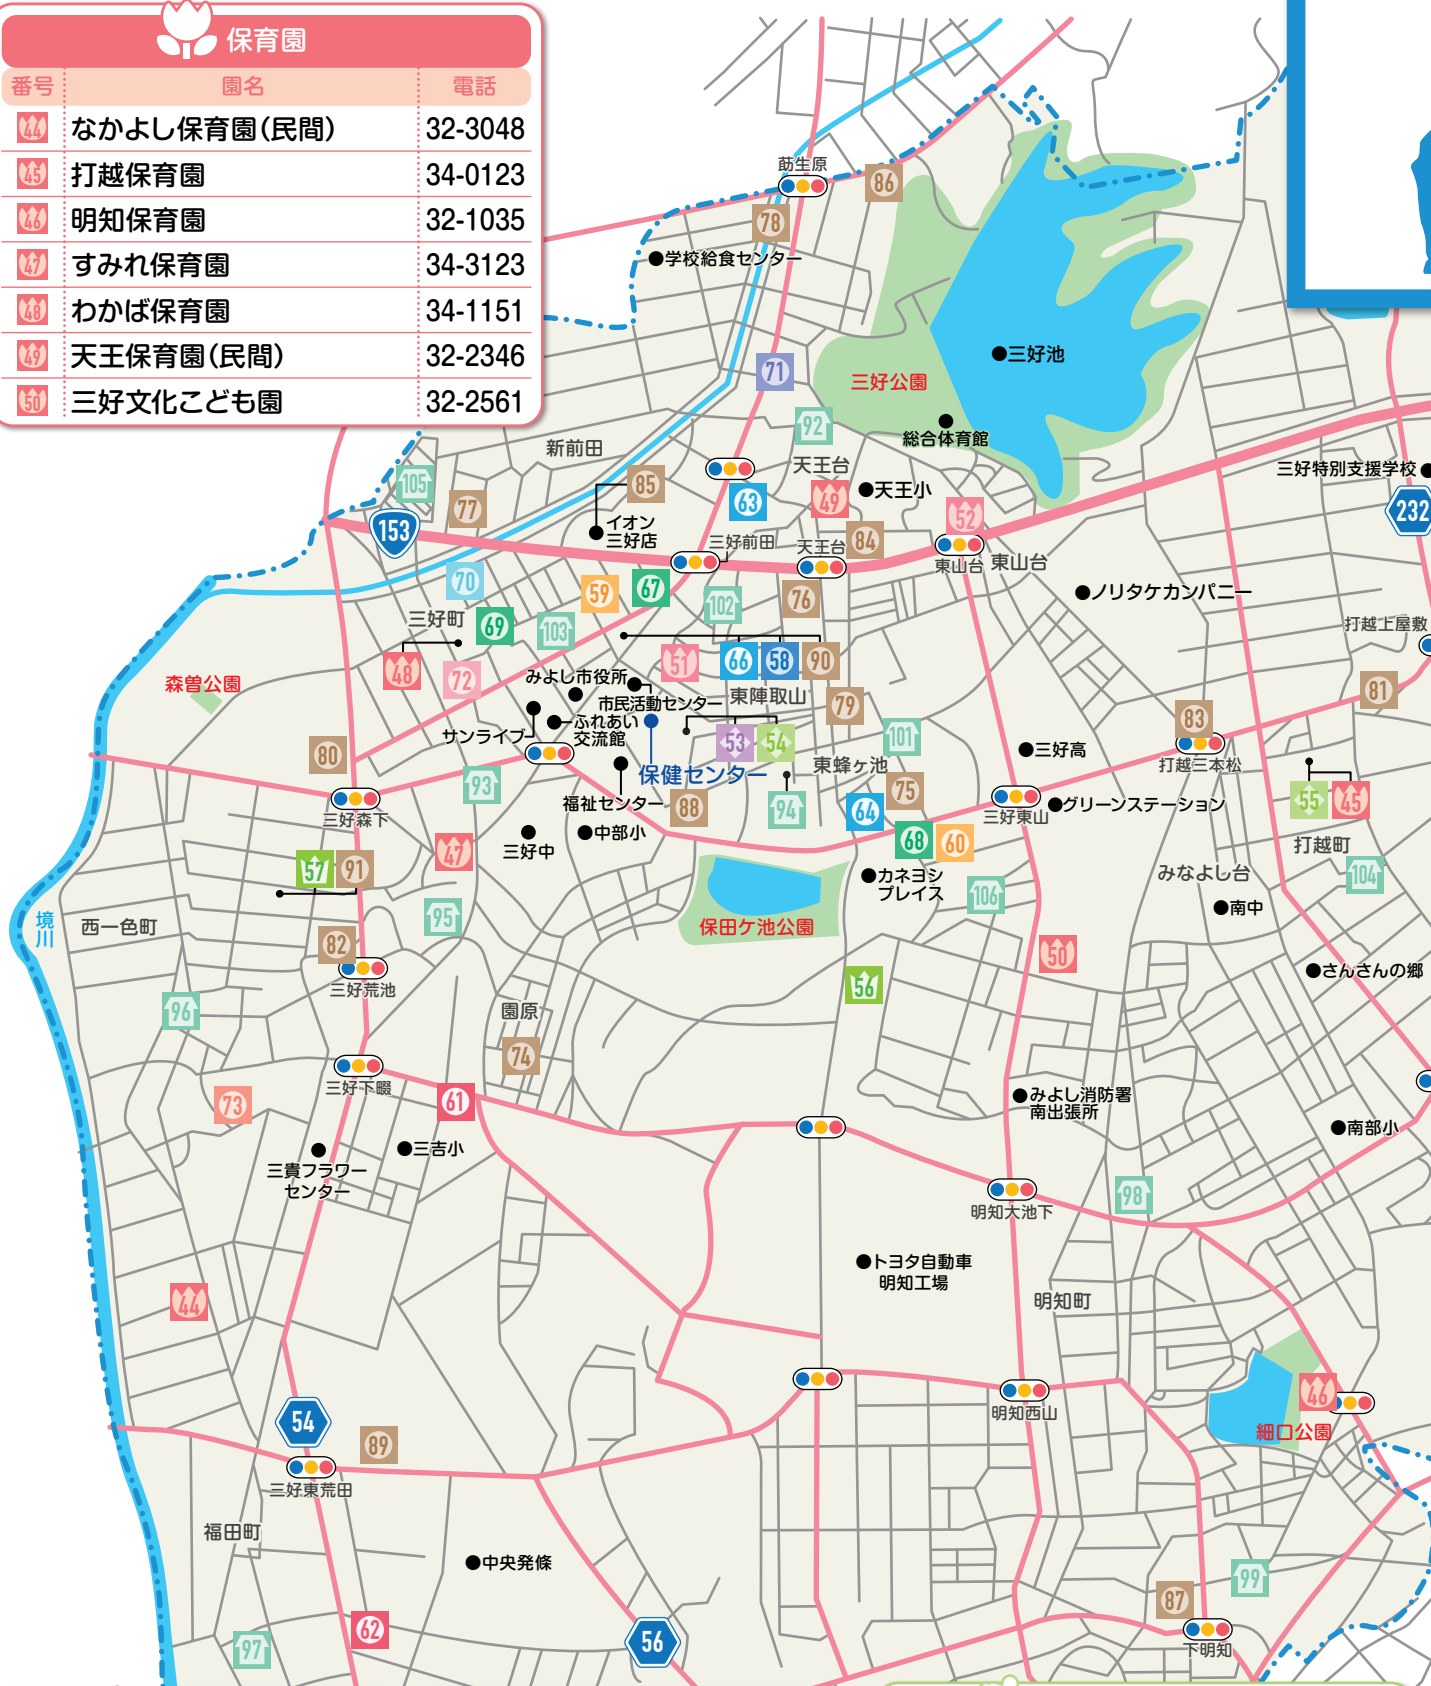 保育園
番号 園名 電話
44 なかよし保育園(民間) 32-3048
45 打越保育園 34-0123
46 明知保育園 32-1035
47 すみれ保育園 34-3123
48 わかば保育園 34-1151
49 天王保育園(民間) 32-2346
50 三好文化こども園 32-2561
莇生原
86
78
学校給食センター
71
三好池
三好公園
92
総合体育館
新前田
天王台
三好特別支援学校
105
77
85
63
49
天王小
52
232
153
イオン
三好店
三好前田
天王台
84
東山台
東山台
70
59
67
102
76
ノリタケカンパニー
三好町
69
103
打越上屋敷
48
72
51
66
58
90
森曽公園
みよし市役所
市民活動センター
東陣取山
79
81
サンライブ
ふれあい
交流館
53
54
101
83
80
保健センター
東蜂ヶ池
三好高
打越三本松
93
福祉センター
88
94
64
75
三好東山
グリーンステーション
55
45
三好森下
三好中
中部小
68
60
打越町
47
57
91
カネヨシ
プレイス
106
みなよし台
104
境川
西一色町
95
保田ケ池公園
南中
82
50
三好荒池
56
さんさんの郷
96
園原
74
三好下畷
73
61
みよし消防署
南出張所
三吉小
南部小
三貴フラワー
センター
98
明知大池下
トヨタ自動車
明知工場
44
明知町
46
54
89
明知西山
細口公園
三好東荒田
福田町
中央発條
99
87
62
97
56
下明知